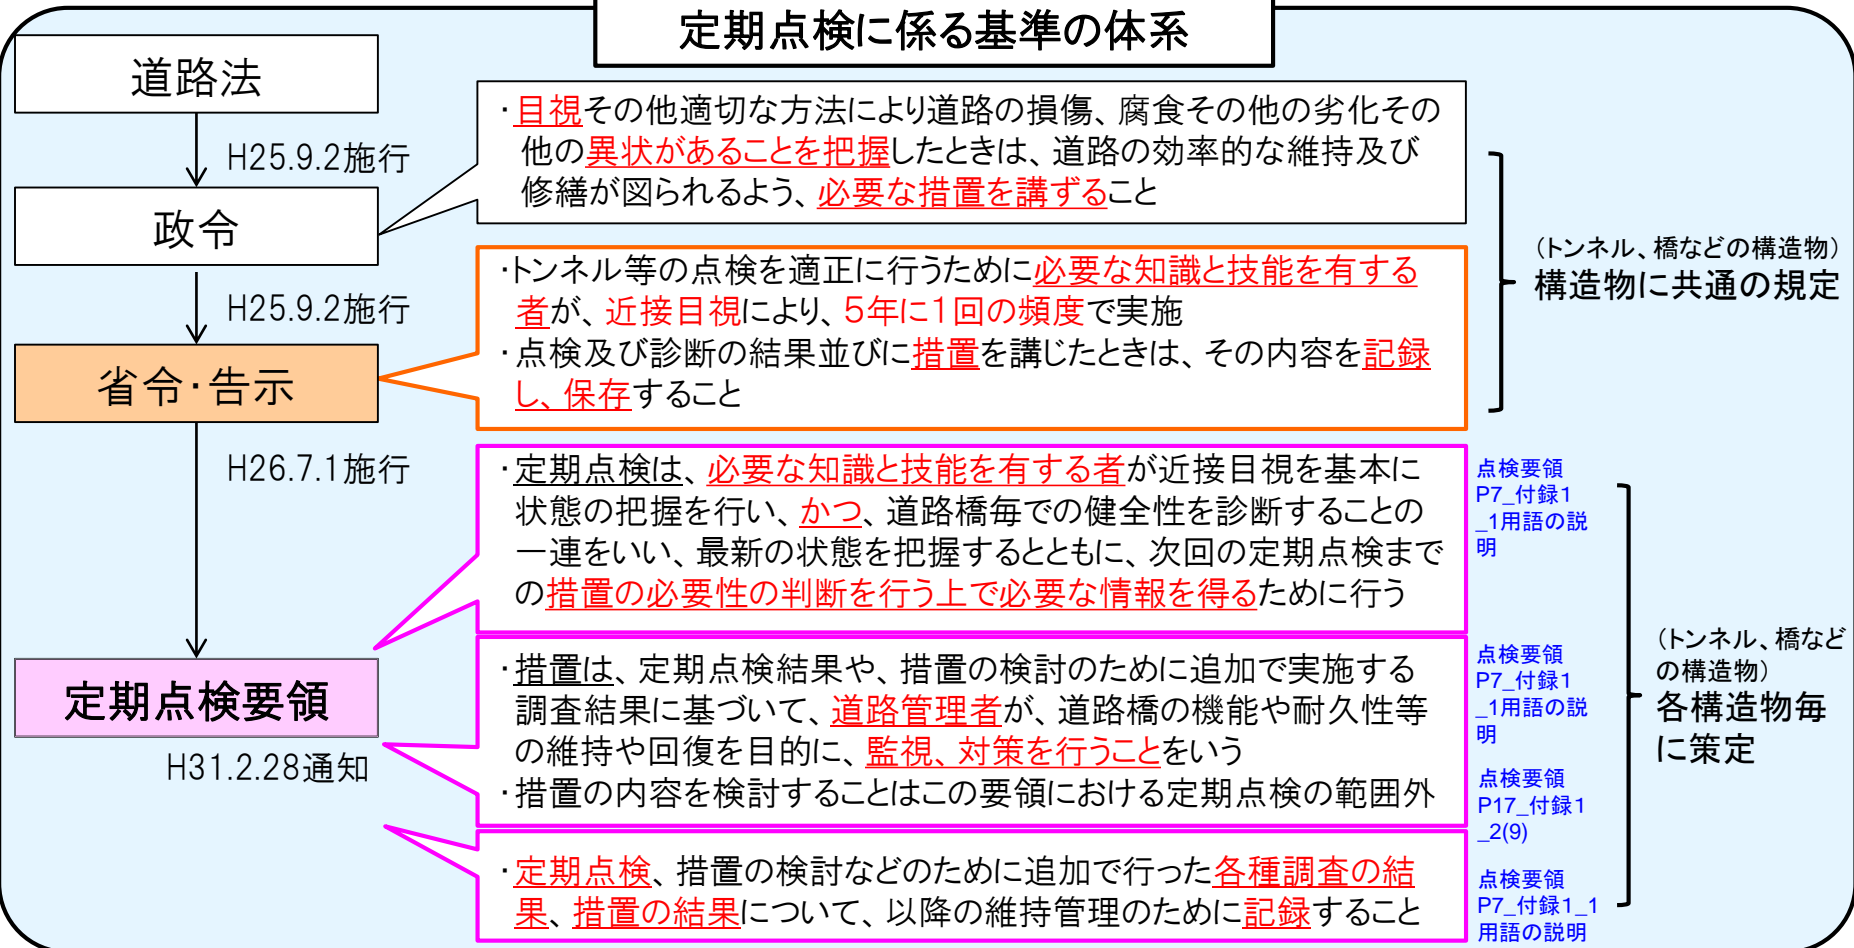 定期点検に係る基準の体系
道路法
H25.9.2施行
政令
H25.9.2施行
省令・告示
H26.7.1施行
定期点検要領
H31.2.28通知
・目視その他適切な方法により道路の損傷、腐食その他の劣化その
他の異状があることを把握したときは、道路の効率的な維持及び
修繕が図られるよう、必要な措置を講ずること
・トンネル等の点検を適正に行うために必要な知識と技能を有する
者が、近接目視により、5年に1回の頻度で実施
・点検及び診断の結果並びに措置を講じたときは、その内容を記録
し、保存すること
(トンネル、橋などの構造物)
構造物に共通の規定
・定期点検は、必要な知識と技能を有する者が近接目視を基本に
状態の把握を行い、かつ、道路橋毎での健全性を診断することの
一連をいい、最新の状態を把握するとともに、次回の定期点検まで
の措置の必要性の判断を行う上で必要な情報を得るために行う
点検要領
P7_付録1
_1用語の説
明
・措置は、定期点検結果や、措置の検討のために追加で実施する
調査結果に基づいて、道路管理者が、道路橋の機能や耐久性等
の維持や回復を目的に、監視、対策を行うことをいう
・措置の内容を検討することはこの要領における定期点検の範囲外
点検要領
P7_付録1
_1用語の説
明
点検要領
P17_付録1
_2(9)
・定期点検、措置の検討などのために追加で行った各種調査の結
果、措置の結果について、以降の維持管理のために記録すること
点検要領
P7_付録1_1
用語の説明
(トンネル、橋など
の構造物)
各構造物毎
に策定